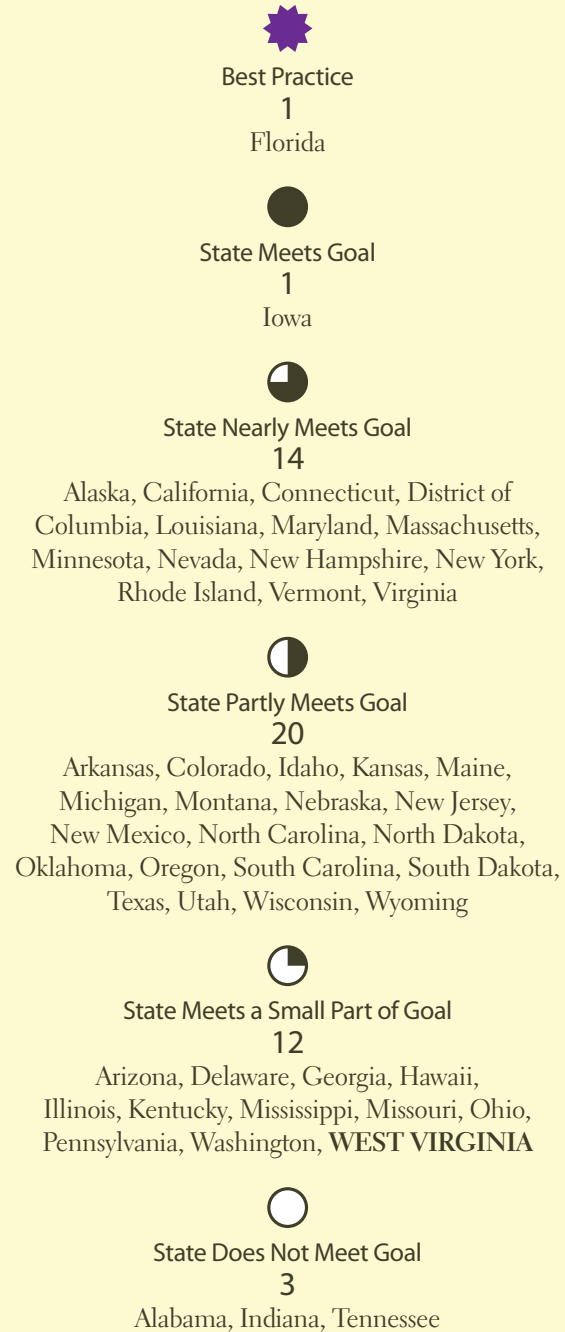 Best Practice
1
Florida
State Meets Goal
1
Iowa
State Nearly Meets Goal
14
Alaska, California, Connecticut, District of
Columbia, Louisiana, Maryland, Massachusetts,
Minnesota, Nevada, New Hampshire, New York,
Rhode Island, Vermont, Virginia
State Partly Meets Goal
20
Arkansas, Colorado, Idaho, Kansas, Maine,
Michigan, Montana, Nebraska, New Jersey,
New Mexico, North Carolina, North Dakota,
Oklahoma, Oregon, South Carolina, South Dakota,
Texas, Utah, Wisconsin, Wyoming
State Meets a Small Part of Goal
12
Arizona, Delaware, Georgia, Hawaii,
Illinois, Kentucky, Mississippi, Missouri, Ohio,
Pennsylvania, Washington, WEST VIRGINIA
State Does Not Meet Goal
3
Alabama, Indiana, Tennessee